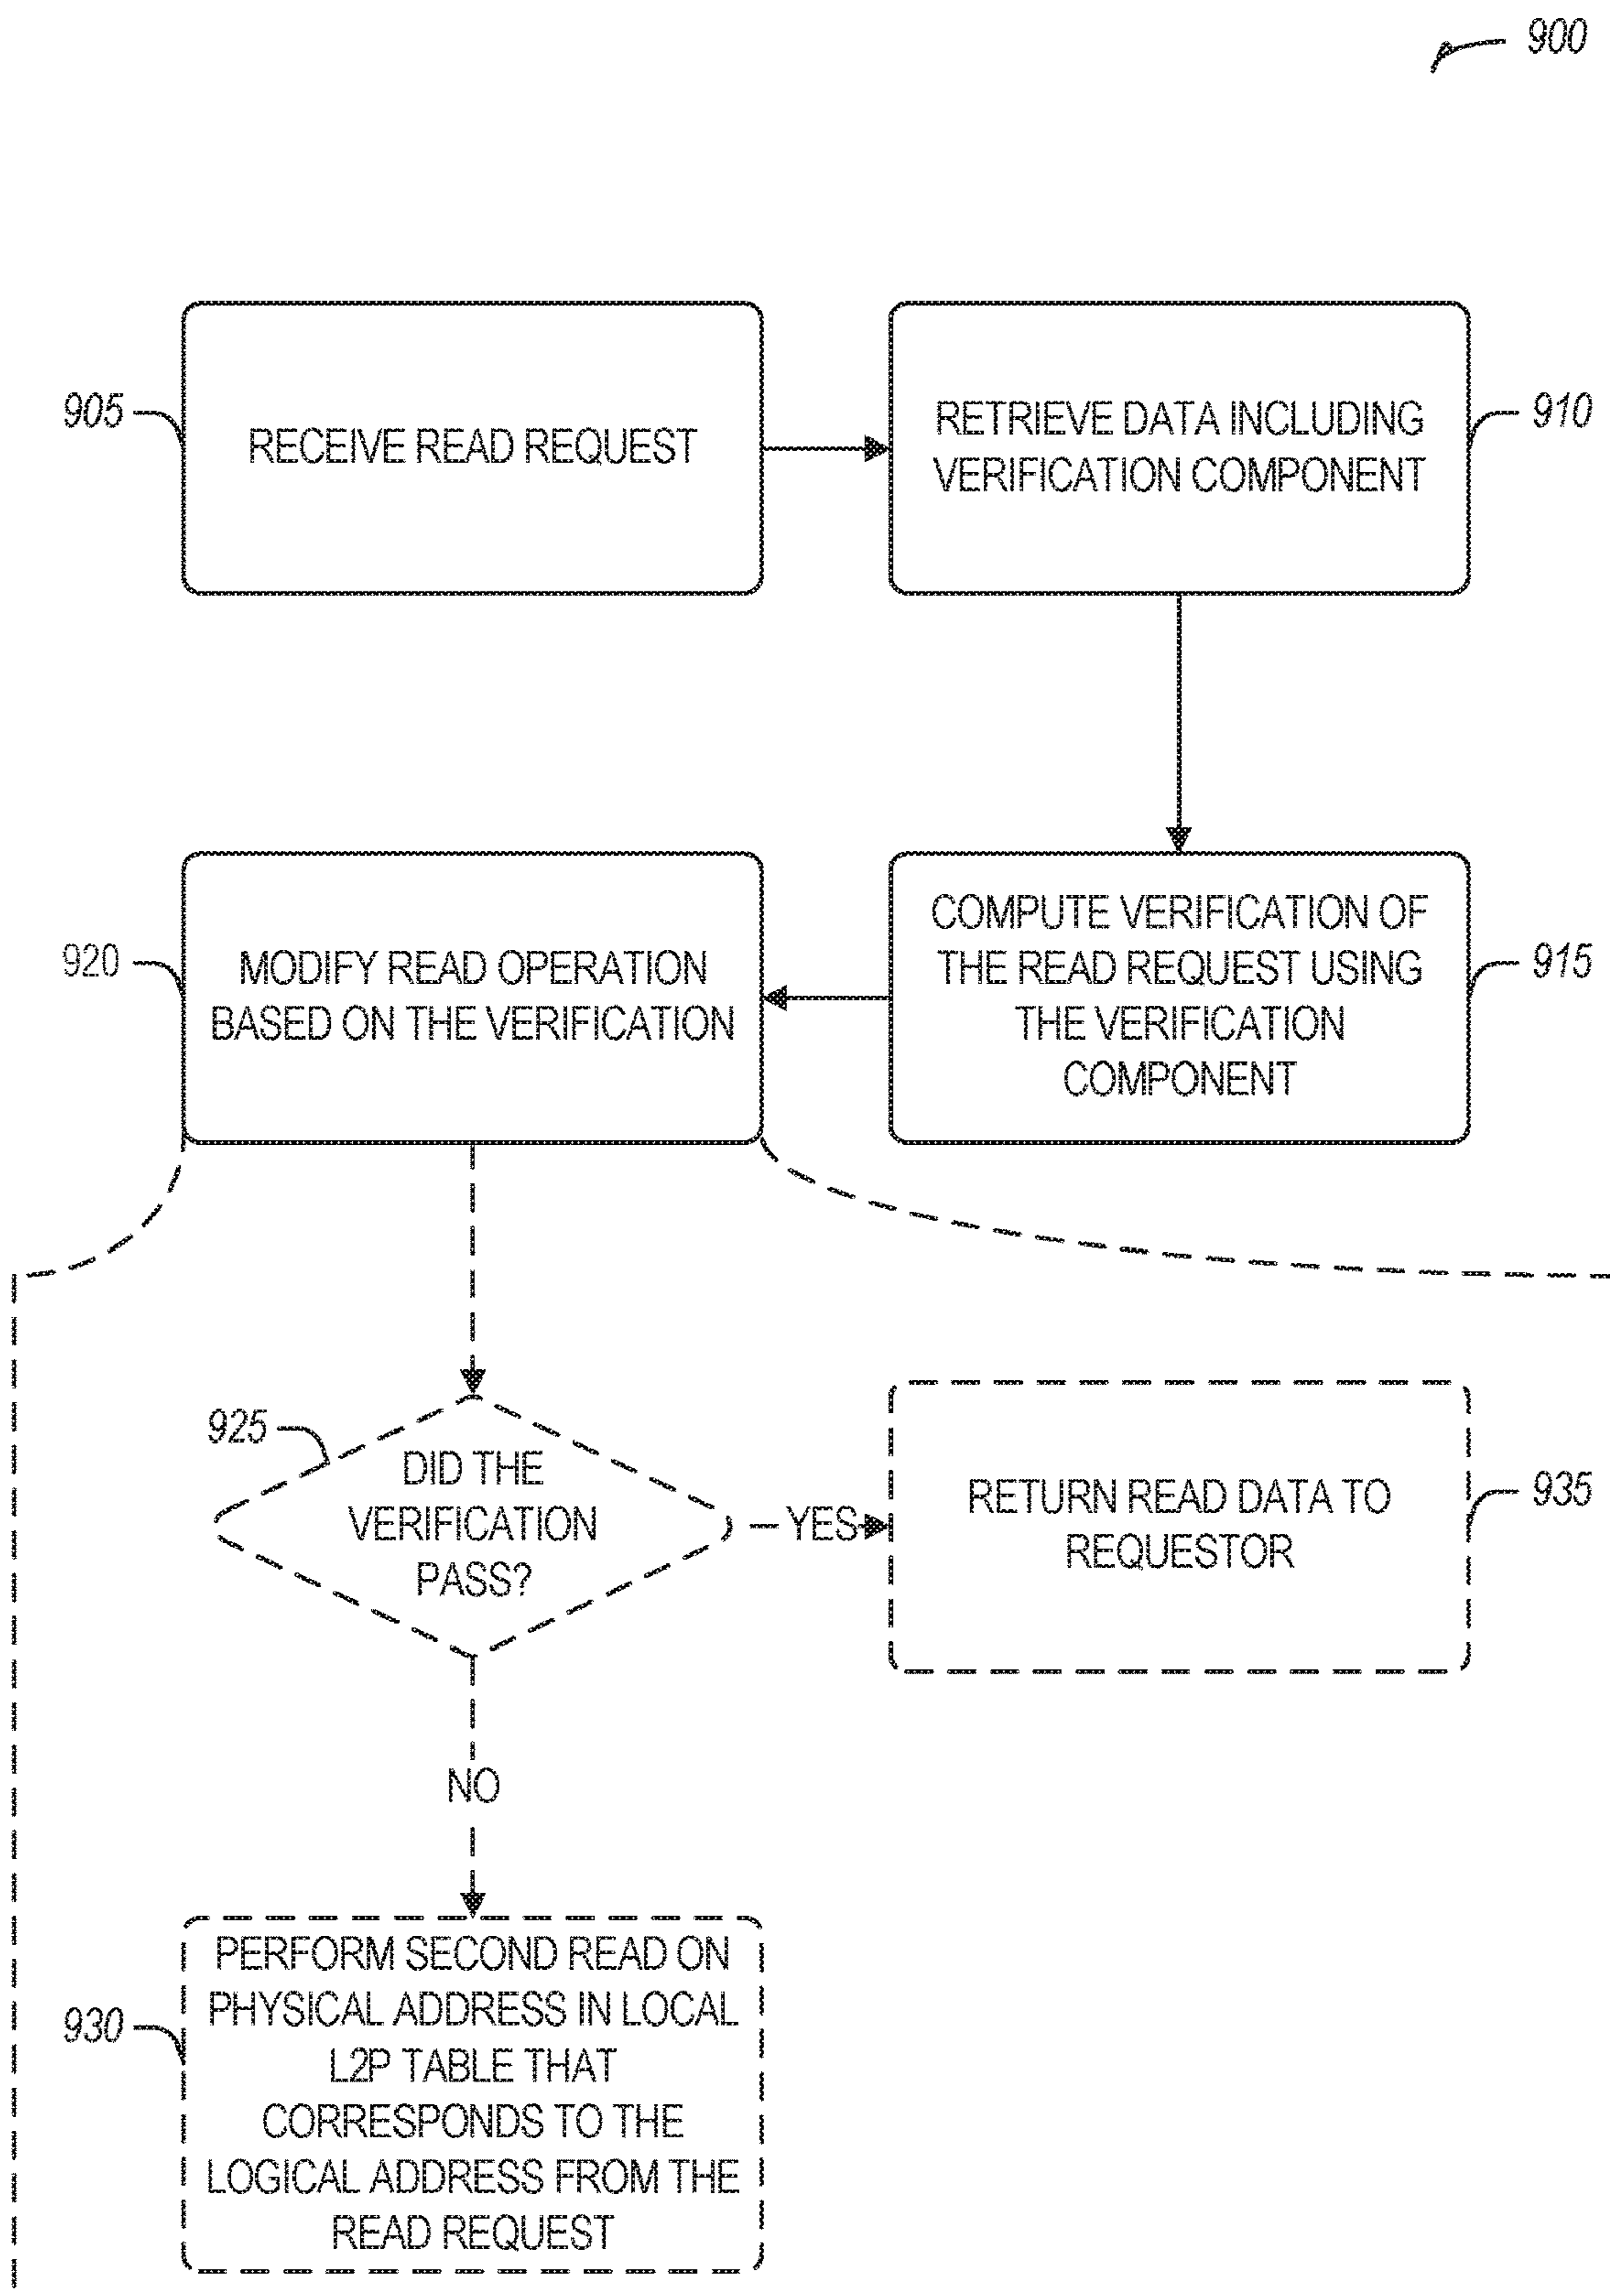 900
905
RECEIVE READ REQUEST
RETRIEVE DATA INCLUDING
VERIFICATION COMPONENT
910
920
MODIFY READ OPERATION
BASED ON THE VERIFICATION
COMPUTE VERIFICATION OF
THE READ REQUEST USING
THE VERIFICATION
COMPONENT
915
925
DID THE
VERIFICATION
PASS?
YES
RETURN READ DATA TO
REQUESTOR
935
NO
930
PERFORM SECOND READ ON
PHYSICAL ADDRESS IN LOCAL
L2P TABLE THAT
CORRESPONDS TO THE
LOGICAL ADDRESS FROM THE
READ REQUEST